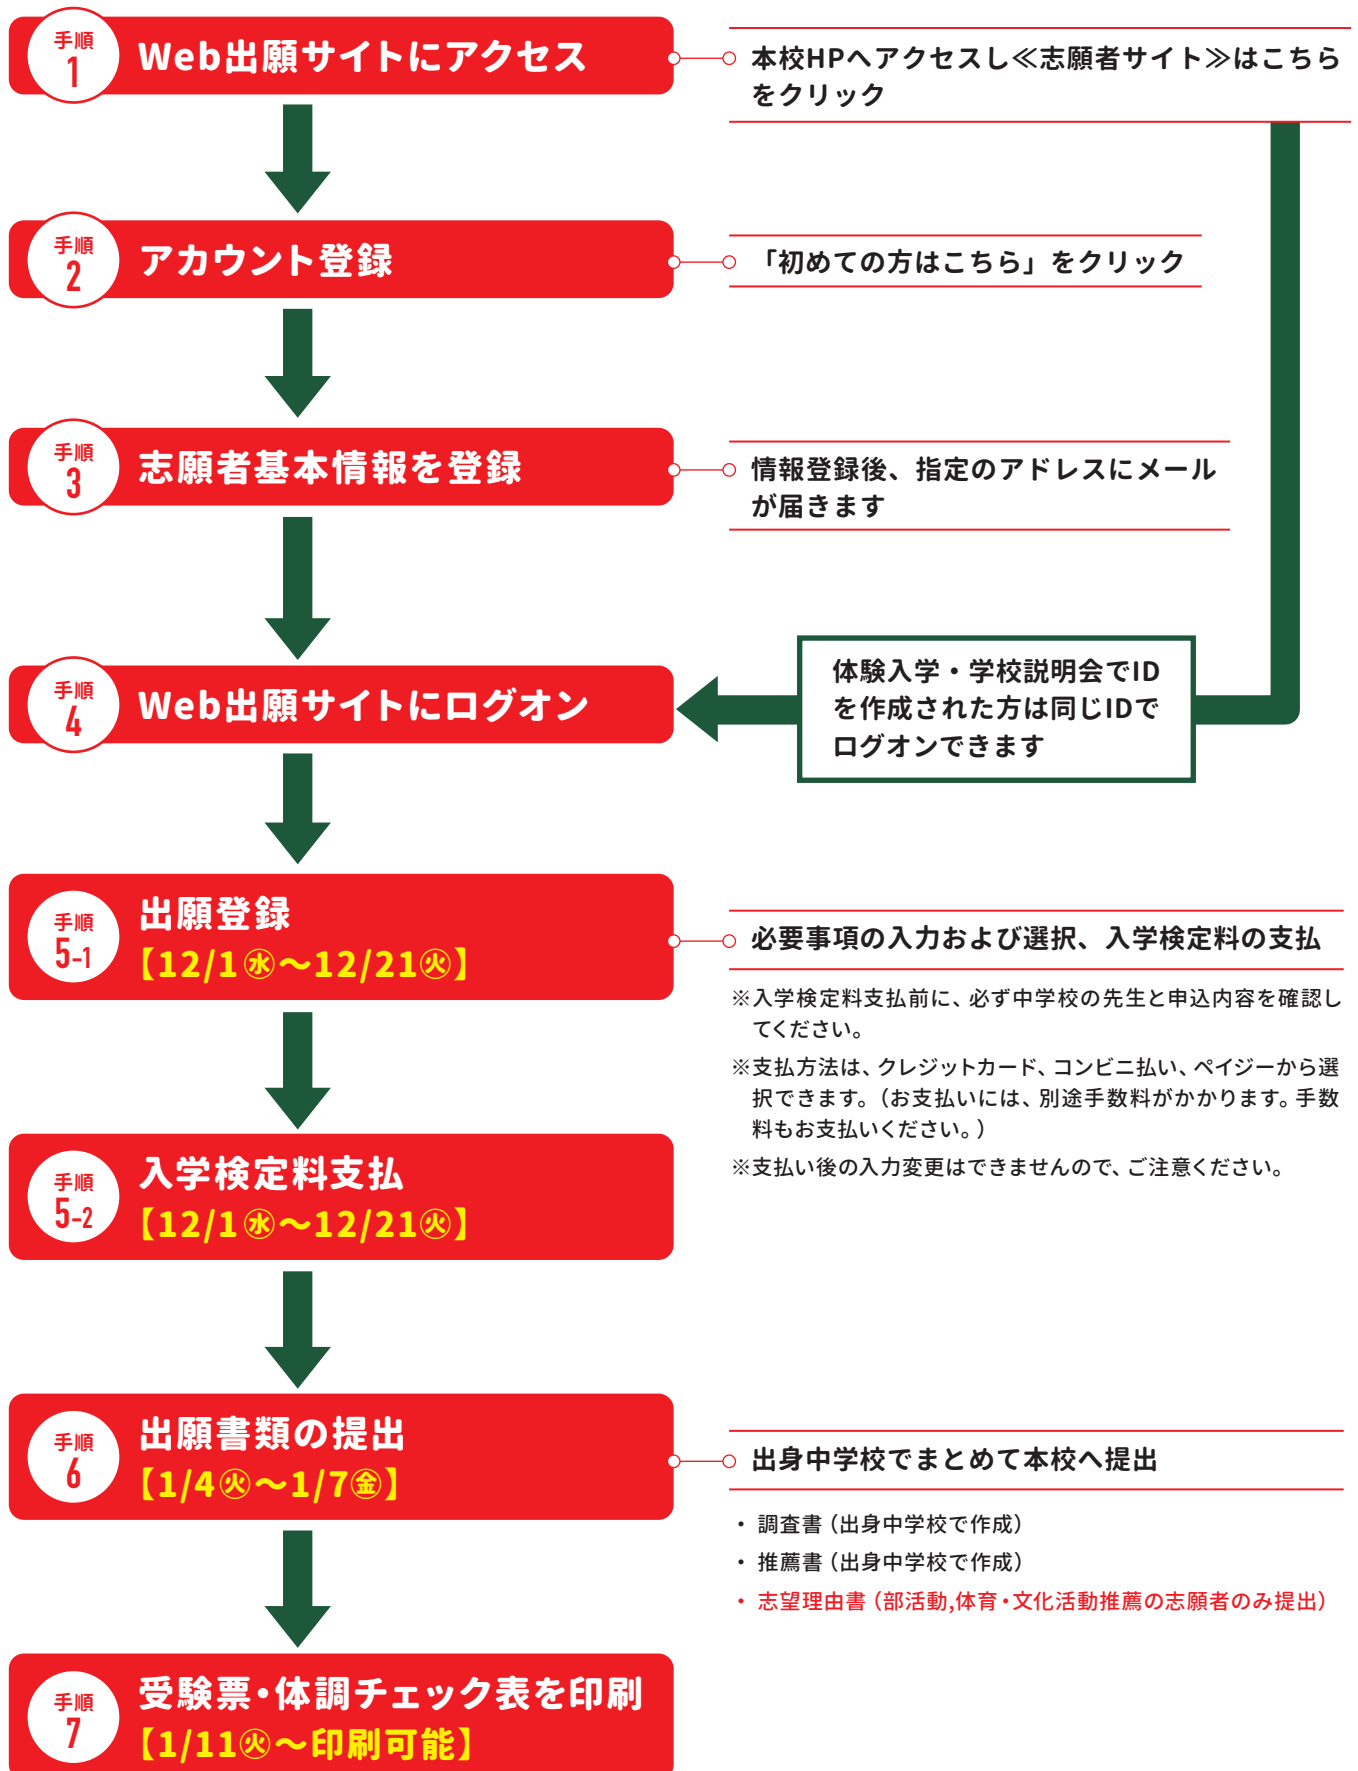 手順
1
Web出願サイトにアクセス
本校HPへアクセスし≪志願者サイト≫はこちら
をクリック
手順
2
アカウント登録
「初めての方はこちら」をクリック
手順
3
志願者基本情報を登録
情報登録後、指定のアドレスにメール
が届きます
手順
4
Web出願サイトにログオン
体験入学・学校説明会でID
を作成された方は同じIDで
ログオンできます
手順
5-1
出願登録
【12/1㊌～12/21㊋】
必要事項の入力および選択、入学検定料の支払
※入学検定料支払前に、必ず中学校の先生と申込内容を確認し
てください。
※支払方法は、クレジットカード、コンビニ払い、ペイジーから選
択できます。（お支払いには、別途手数料がかかります。手数
料もお支払いください。）
※支払い後の入力変更はできませんので、ご注意ください。
手順
5-2
入学検定料支払
【12/1㊌～12/21㊋】
手順
6
出願書類の提出
【1/4㊋～1/7㊎】
出身中学校でまとめて本校へ提出
・ 調査書（出身中学校で作成）
・ 推薦書（出身中学校で作成）
・ 志望理由書（部活動,体育・文化活動推薦の志願者のみ提出）
手順
7
受験票・体調チェック表を印刷
【1/11㊋～印刷可能】